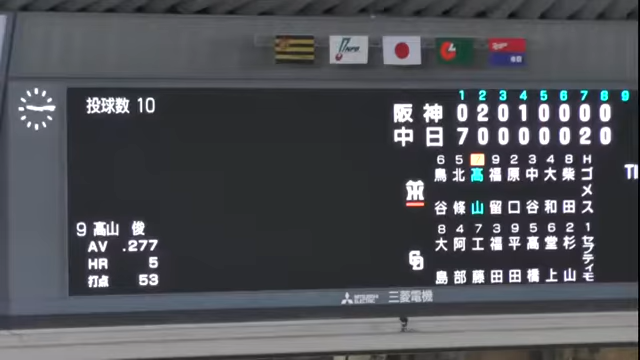 NPB
投球数 10
1 2 3 4 5 6 7 8 9
阪神 0 2 0 1 0 0 0 0
中日 7 0 0 0 0 0 2 0
6 5 7 9 2 3 4 8 H
鳥谷 北條 高山 福留 原口 中谷 大和 柴田 ゴメス
8 4 7 3 9 6 2 5 1
大島 阿部 工藤 福田 平田 高橋 堂上 杉山 セプティモ
9 高山 俊
AV .277
HR 5
打点 53
MITSUBISHI ELECTRIC 三菱電機